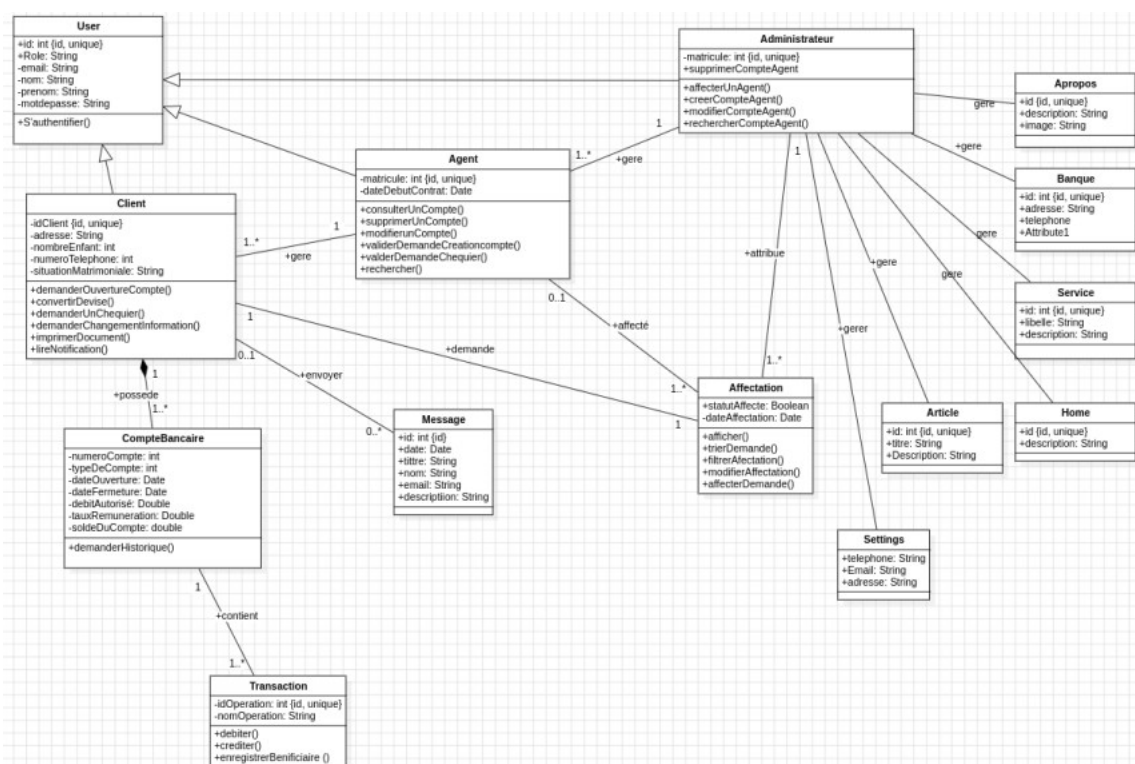 User
+id: int {id, unique}
+Role: String
-email: String
-nom: String
-prenom: String
-motdepasse: String
+S'authentifier()
Administrateur
-matricule: int {id, unique}
+supprimerCompteAgent
+affecterUnAgent()
+creerCompteAgent()
+modifierCompteAgent()
+rechercherCompteAgent()
gere
Apropos
+id {id, unique}
+description: String
+image: String
1
1..*
+gere
Agent
-matricule: int {id, unique}
-dateDebutContrat: Date
+consulterUnCompte()
+supprimerUnCompte()
+modifierunCompte()
+validerDemandeCreationcompte()
+valderDemandeChequier()
+rechercher()
1
+gere
Banque
+id: int {id, unique}
+adresse: String
+telephone
+Attribute1
Client
-idClient {id, unique}
-adresse: String
-nombreEnfant: int
-numeroTelephone: int
-situationMatrimoniale: String
+demanderOuvertureCompte()
+convertirDevise()
+demanderUnChequier()
+demanderChangementInformation()
+imprimerDocument()
+lireNotification()
1..*
1
+gere
+attribue
+gere
gere
gere
Service
+id: int {id, unique}
+libelle: String
+description: String
0..1
+affecté
1
+demande
+gerer
0..1
+envoyer
1..*
1..*
1
1
+possede
1..*
Affectation
+statutAffecte: Boolean
-dateAffectation: Date
+afficher()
+trierDemande()
+filtrerAfectation()
+modifierAffectation()
+affecterDemande()
Article
+id: int {id, unique}
+titre: String
+Description: String
Home
+id {id, unique}
+description: String
0..*
Message
+id: int {id}
+date: Date
+tittre: String
+nom: String
+email: String
+descriptiion: String
CompteBancaire
-numeroCompte: int
-typeDeCompte: int
-dateOuverture: Date
-dateFermeture: Date
-debitAutorisé: Double
-tauxRemuneration: Double
-soldeDuCompte: double
+demanderHistorique()
Settings
+telephone: String
+Email: String
+adresse: String
1
+contient
1..*
Transaction
-idOperation: int {id, unique}
-nomOperation: String
+debiter()
+crediter()
+enregistrerBenificiaire ()